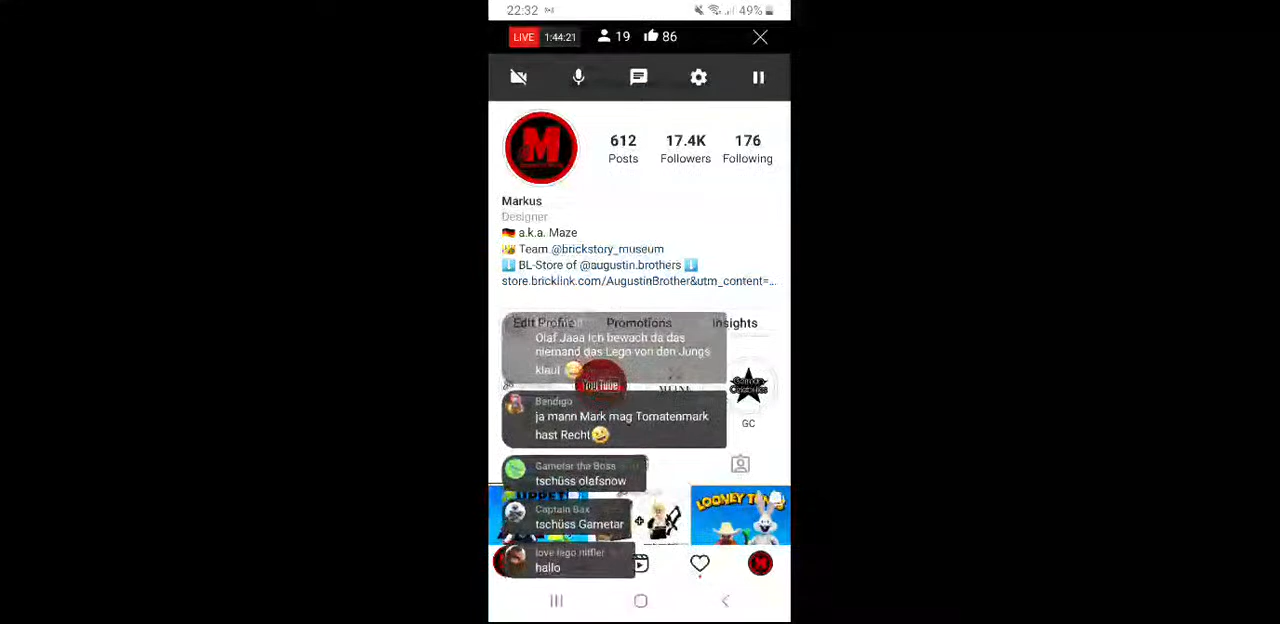 22:32
49%
LIVE 1:44:21 19 86
M
612 17.4K 176
Posts Followers Following
Markus
Designer
a.k.a. Maze
Team @brickstory_museum
BL-Store of @augustin.brothers
store.bricklink.com/AugustinBrother&utm_content=...
Edit Profile Promotions Insights
Olaf Jaaa Ich bewach da das
niemand das Lego von den Jungs
klaut
YouTube
Bendigo
ja mann Mark mag Tomatenmark
hast Recht
GC
Gametar the Boss
tschüss olafsnow
LOONEY
Captain Bax
tschüss Gametar
love lego niffler
hallo